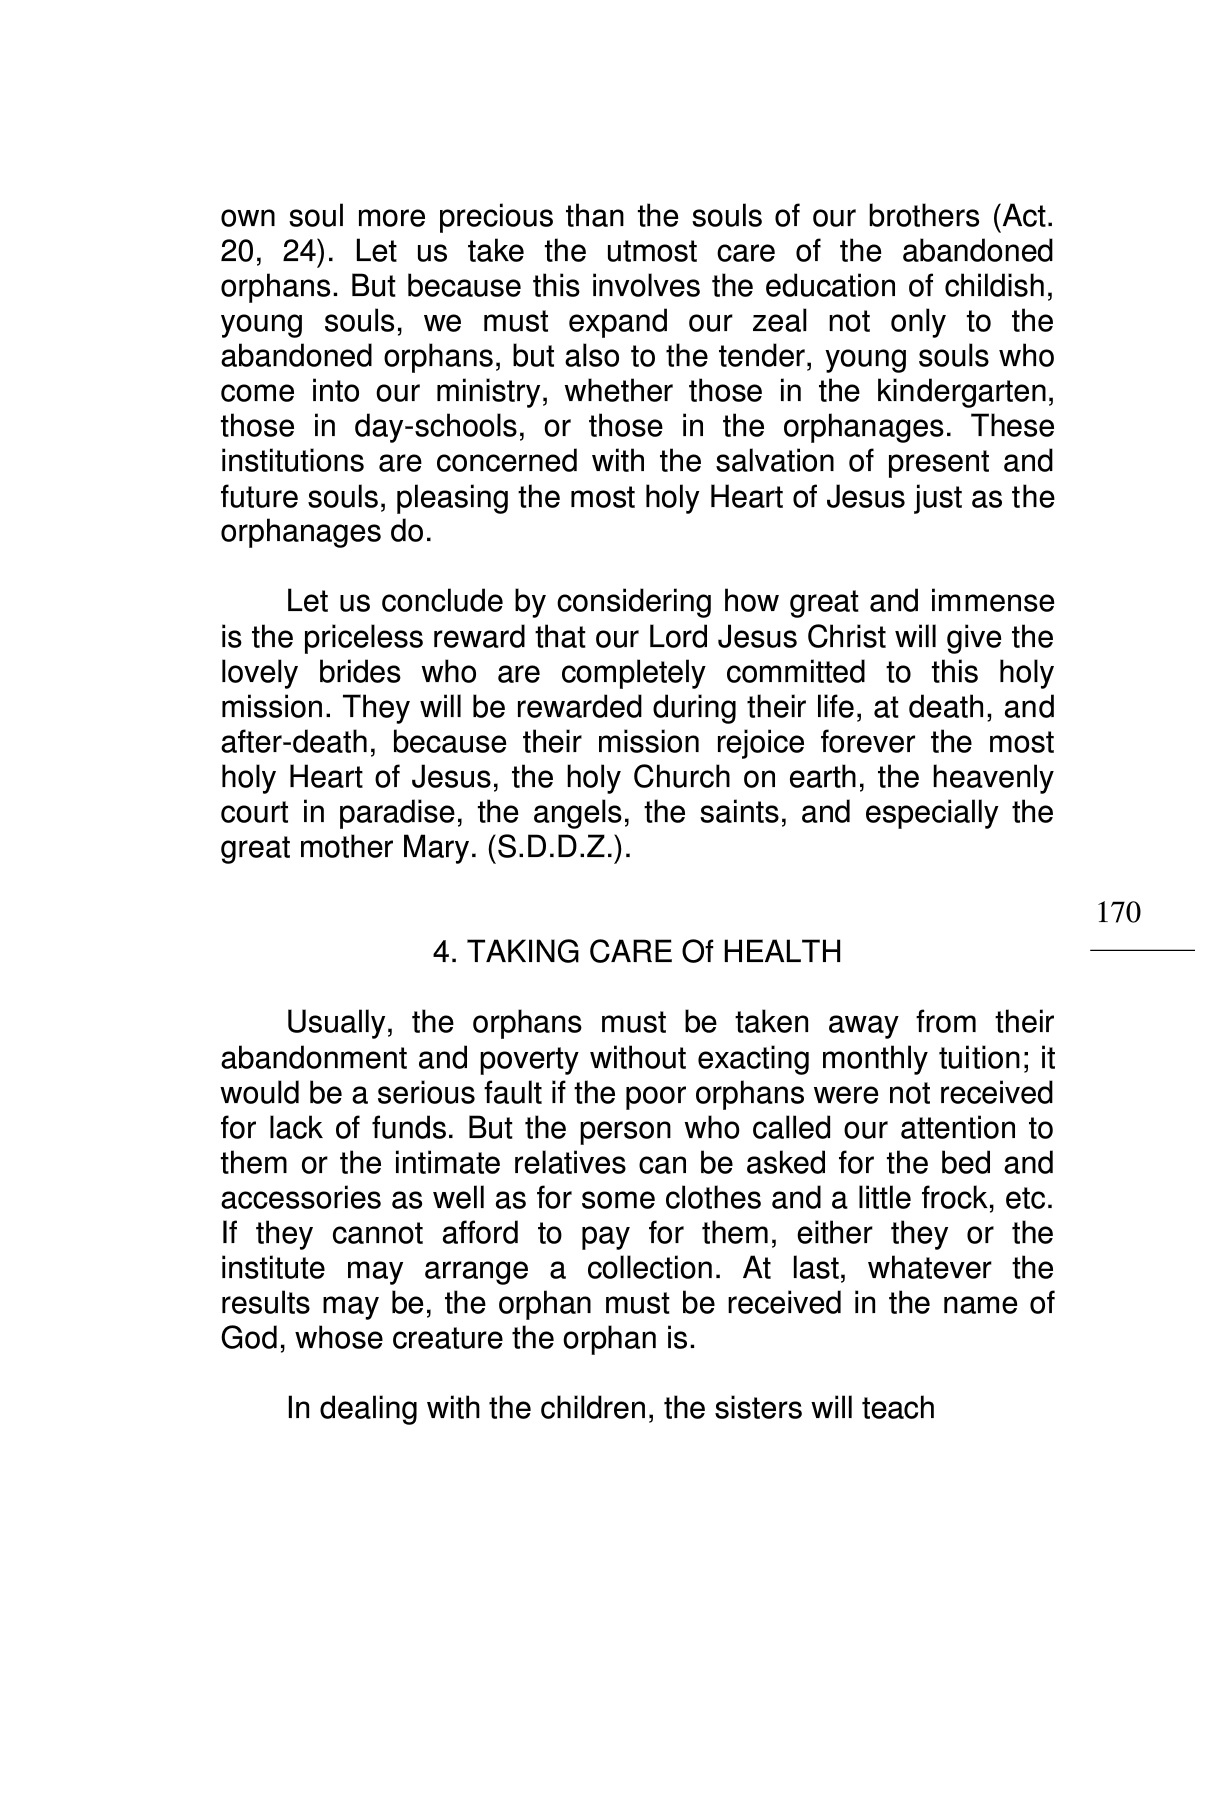 own soul more precious than the souls of our brothers (Act.
20, 24). Let us take the utmost care of the abandoned
orphans. But because this involves the education of childish,
young souls, we must expand our zeal not only to the
abandoned orphans, but also to the tender, young souls who
come into our ministry, whether those in the kindergarten,
those in day-schools, or those in the orphanages. These
institutions are concerned with the salvation of present and
future souls, pleasing the most holy Heart of Jesus just as the
orphanages do.
Let us conclude by considering how great and immense
is the priceless reward that our Lord Jesus Christ will give the
lovely brides who are completely committed to this holy
mission. They will be rewarded during their life, at death, and
after-death, because their mission rejoice forever the most
holy Heart of Jesus, the holy Church on earth, the heavenly
court in paradise, the angels, the saints, and especially the
great mother Mary. (S.D.D.Z.).
170
4. TAKING CARE Of HEALTH
Usually, the orphans must be taken away from their
abandonment and poverty without exacting monthly tuition; it
would be a serious fault if the poor orphans were not received
for lack of funds. But the person who called our attention to
them or the intimate relatives can be asked for the bed and
accessories as well as for some clothes and a little frock, etc.
If they cannot afford to pay for them, either they or the
institute may arrange a collection. At last, whatever the
results may be, the orphan must be received in the name of
God, whose creature the orphan is.
In dealing with the children, the sisters will teach